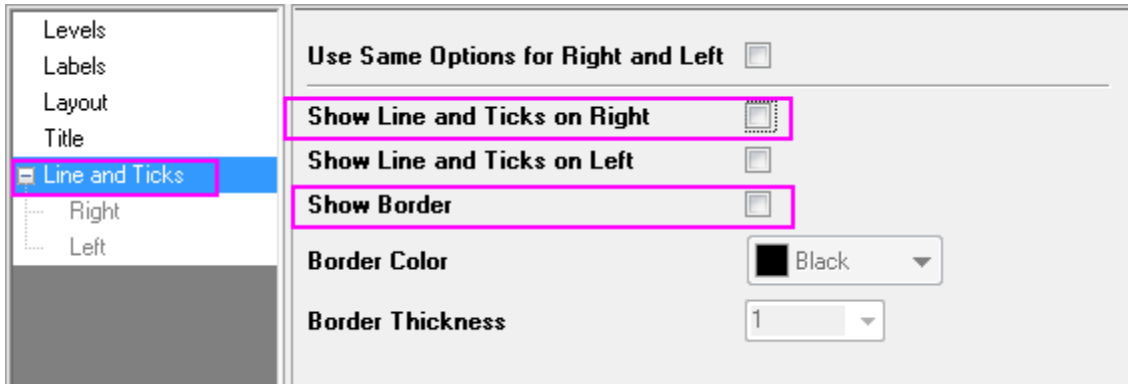 Levels
Labels
Layout
Title
Line and Ticks
Right
Left
Use Same Options for Right and Left
Show Line and Ticks on Right
Show Line and Ticks on Left
Show Border
Border Color
Black
Border Thickness
1